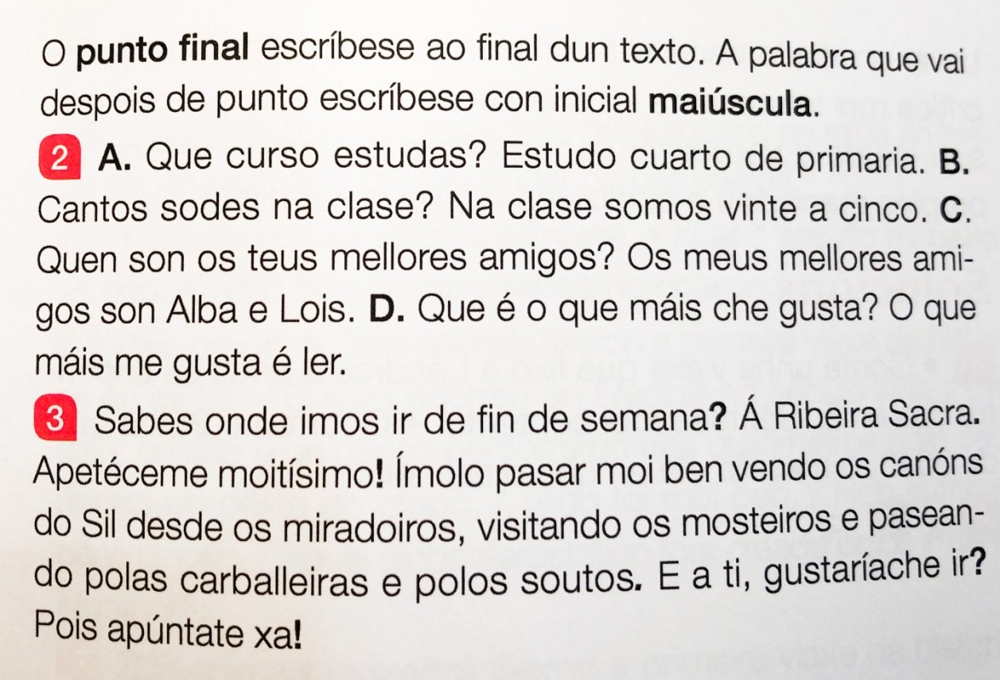 O punto final escríbese ao final dun texto. A palabra que vai
despois de punto escríbese con inicial maiúscula.
2 A. Que curso estudas? Estudo cuarto de primaria. B.
Cantos sodes na clase? Na clase somos vinte a cinco. C.
Quen son os teus mellores amigos? Os meus mellores ami-
gos son Alba e Lois. D. Que é o que máis che gusta? O que
máis me gusta é ler.
3 Sabes onde imos ir de fin de semana? Á Ribeira Sacra.
Apetéceme moitísimo! Ímolo pasar moi ben vendo os canóns
do Sil desde os miradoiros, visitando os mosteiros e pasean-
do polas carballeiras e polos soutos. E a ti, gustaríache ir?
Pois apúntate xa!